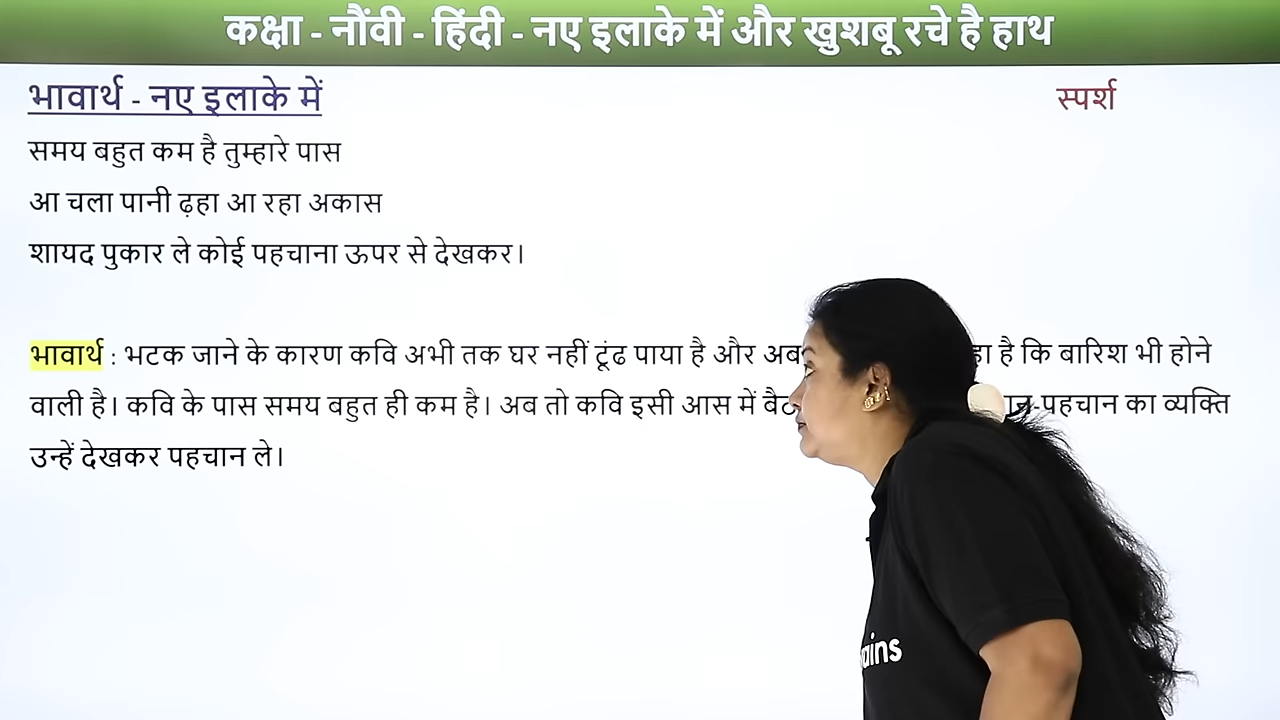 कक्षा - नौंवी - हिंदी - नए इलाके में और खुशबू रचे है हाथ
भावार्थ - नए इलाके में
स्पर्श
समय बहुत कम है तुम्हारे पास
आ चला पानी ढ़हा आ रहा अकास
शायद पुकार ले कोई पहचाना ऊपर से देखकर।
भावार्थ : भटक जाने के कारण कवि अभी तक घर नहीं टूंढ पाया है और अब है कि बारिश भी होने
वाली है। कवि के पास समय बहुत ही कम है। अब तो कवि इसी आस में पहचान का व्यक्ति
उन्हें देखकर पहचान ले।